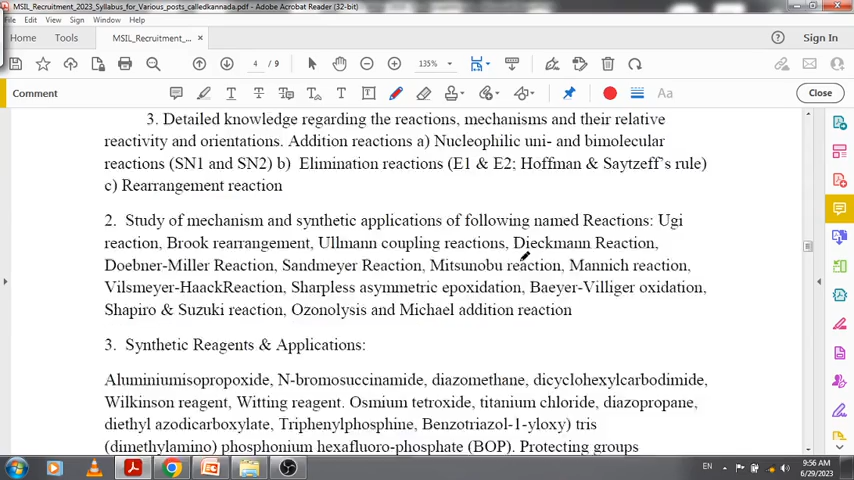 MSIL_Recruitment_2023_Syllabus_for_Various_posts_calledkannada.pdf - Adobe Acrobat Reader (32-bit)
File Edit View Sign Window Help
Home Tools MSIL_Recruitment_... × Sign In
4 / 9 135%
Comment Aa Close
3. Detailed knowledge regarding the reactions, mechanisms and their relative
reactivity and orientations. Addition reactions a) Nucleophilic uni- and bimolecular
reactions (SN1 and SN2) b) Elimination reactions (E1 & E2; Hoffman & Saytzeff's rule)
c) Rearrangement reaction
2. Study of mechanism and synthetic applications of following named Reactions: Ugi
reaction, Brook rearrangement, Ullmann coupling reactions, Dieckmann Reaction,
Doebner-Miller Reaction, Sandmeyer Reaction, Mitsunobu reaction, Mannich reaction,
Vilsmeyer-HaackReaction, Sharpless asymmetric epoxidation, Baeyer-Villiger oxidation,
Shapiro & Suzuki reaction, Ozonolysis and Michael addition reaction
3. Synthetic Reagents & Applications:
Aluminiumisopropoxide, N-bromosuccinamide, diazomethane, dicyclohexylcarbodimide,
Wilkinson reagent, Witting reagent. Osmium tetroxide, titanium chloride, diazopropane,
diethyl azodicarboxylate, Triphenylphosphine, Benzotriazol-1-yloxy) tris
(dimethylamino) phosphonium hexafluoro-phosphate (BOP). Protecting groups
EN 9:56 AM
6/29/2023